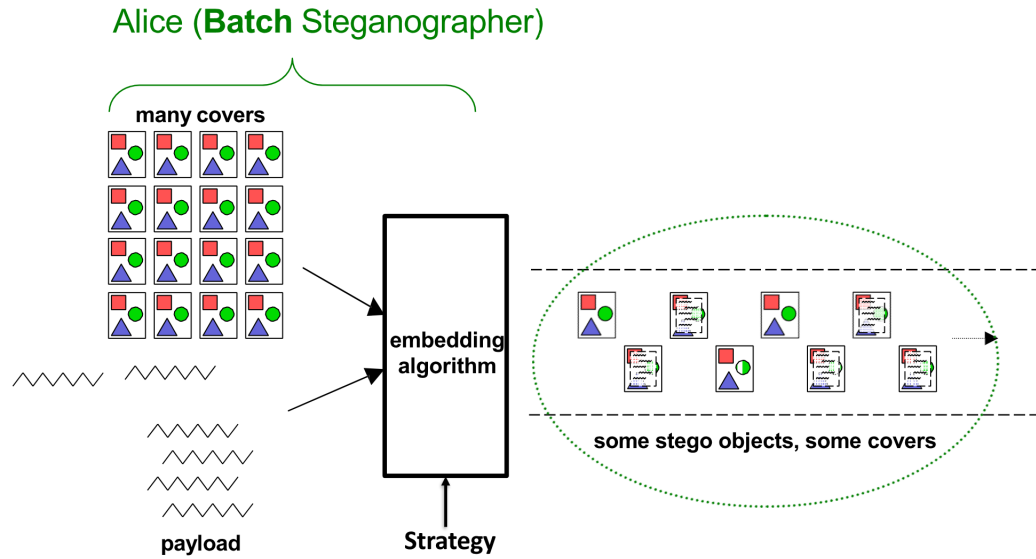 Alice (Batch Steganographer)
many covers
embedding
algorithm
some stego objects, some covers
payload
Strategy